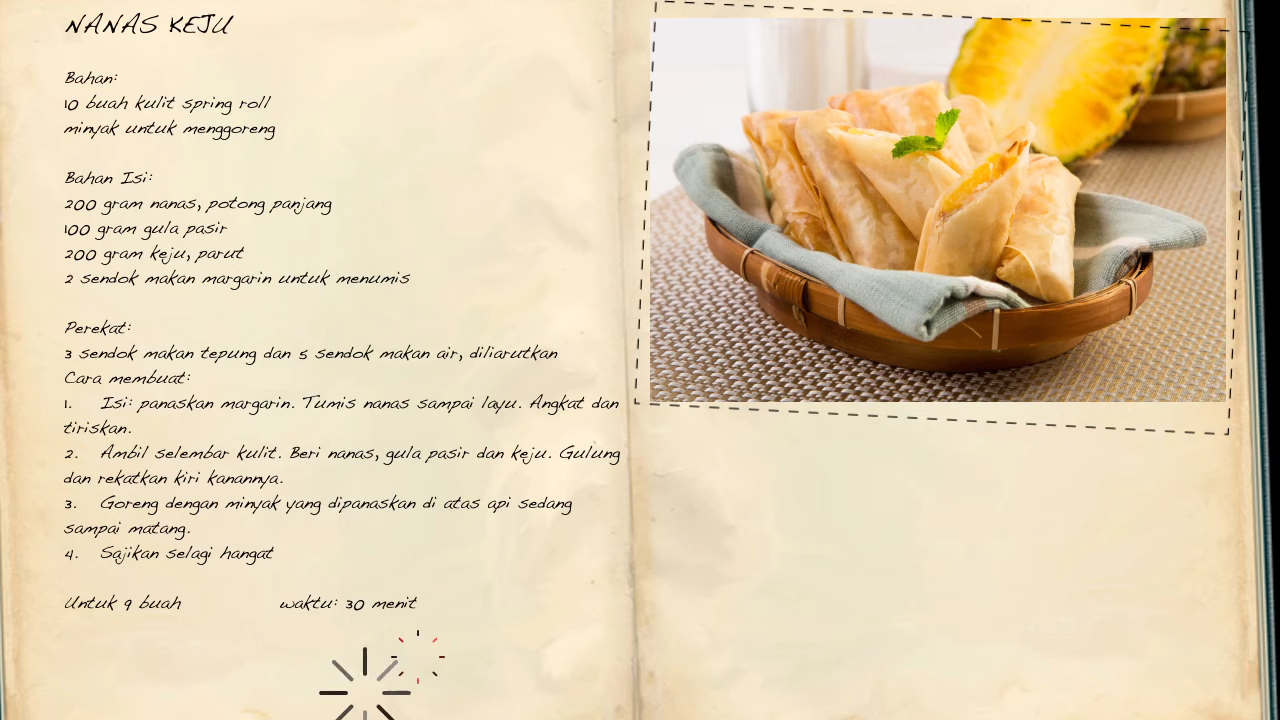 NANAS KEJU
Bahan:
10 buah kulit spring roll
minyak untuk menggoreng
Bahan Isi:
200 gram nanas, potong panjang
100 gram gula pasir
200 gram keju, parut
2 sendok makan margarin untuk menumis
Perekat:
3 sendok makan tepung dan 5 sendok makan air, diliarutkan
Cara membuat:
1. Isi: panaskan margarin. Tumis nanas sampai layu. Angkat dan
tiriskan.
2. Ambil selembar kulit. Beri nanas, gula pasir dan keju. Gulung
dan rekatkan kiri kanannya.
3. Goreng dengan minyak yang dipanaskan di atas api sedang
sampai matang.
4. Sajikan selagi hangat
Untuk 9 buah waktu: 30 menit